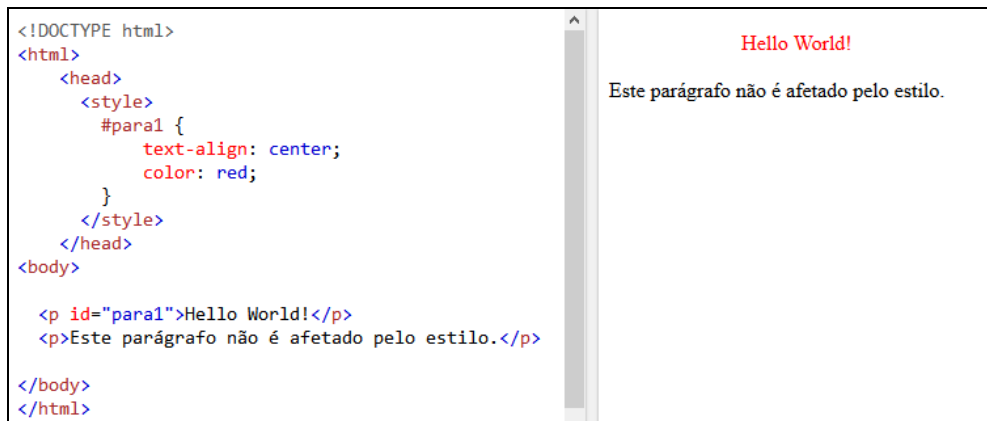 <!DOCTYPE html>
<html>
    <head>
      <style>
        #para1 {
            text-align: center;
            color: red;
        }
      </style>
    </head>
<body>

  <p id="para1">Hello World!</p>
  <p>Este parágrafo não é afetado pelo estilo.</p>

</body>
</html>
Hello World!
Este parágrafo não é afetado pelo estilo.